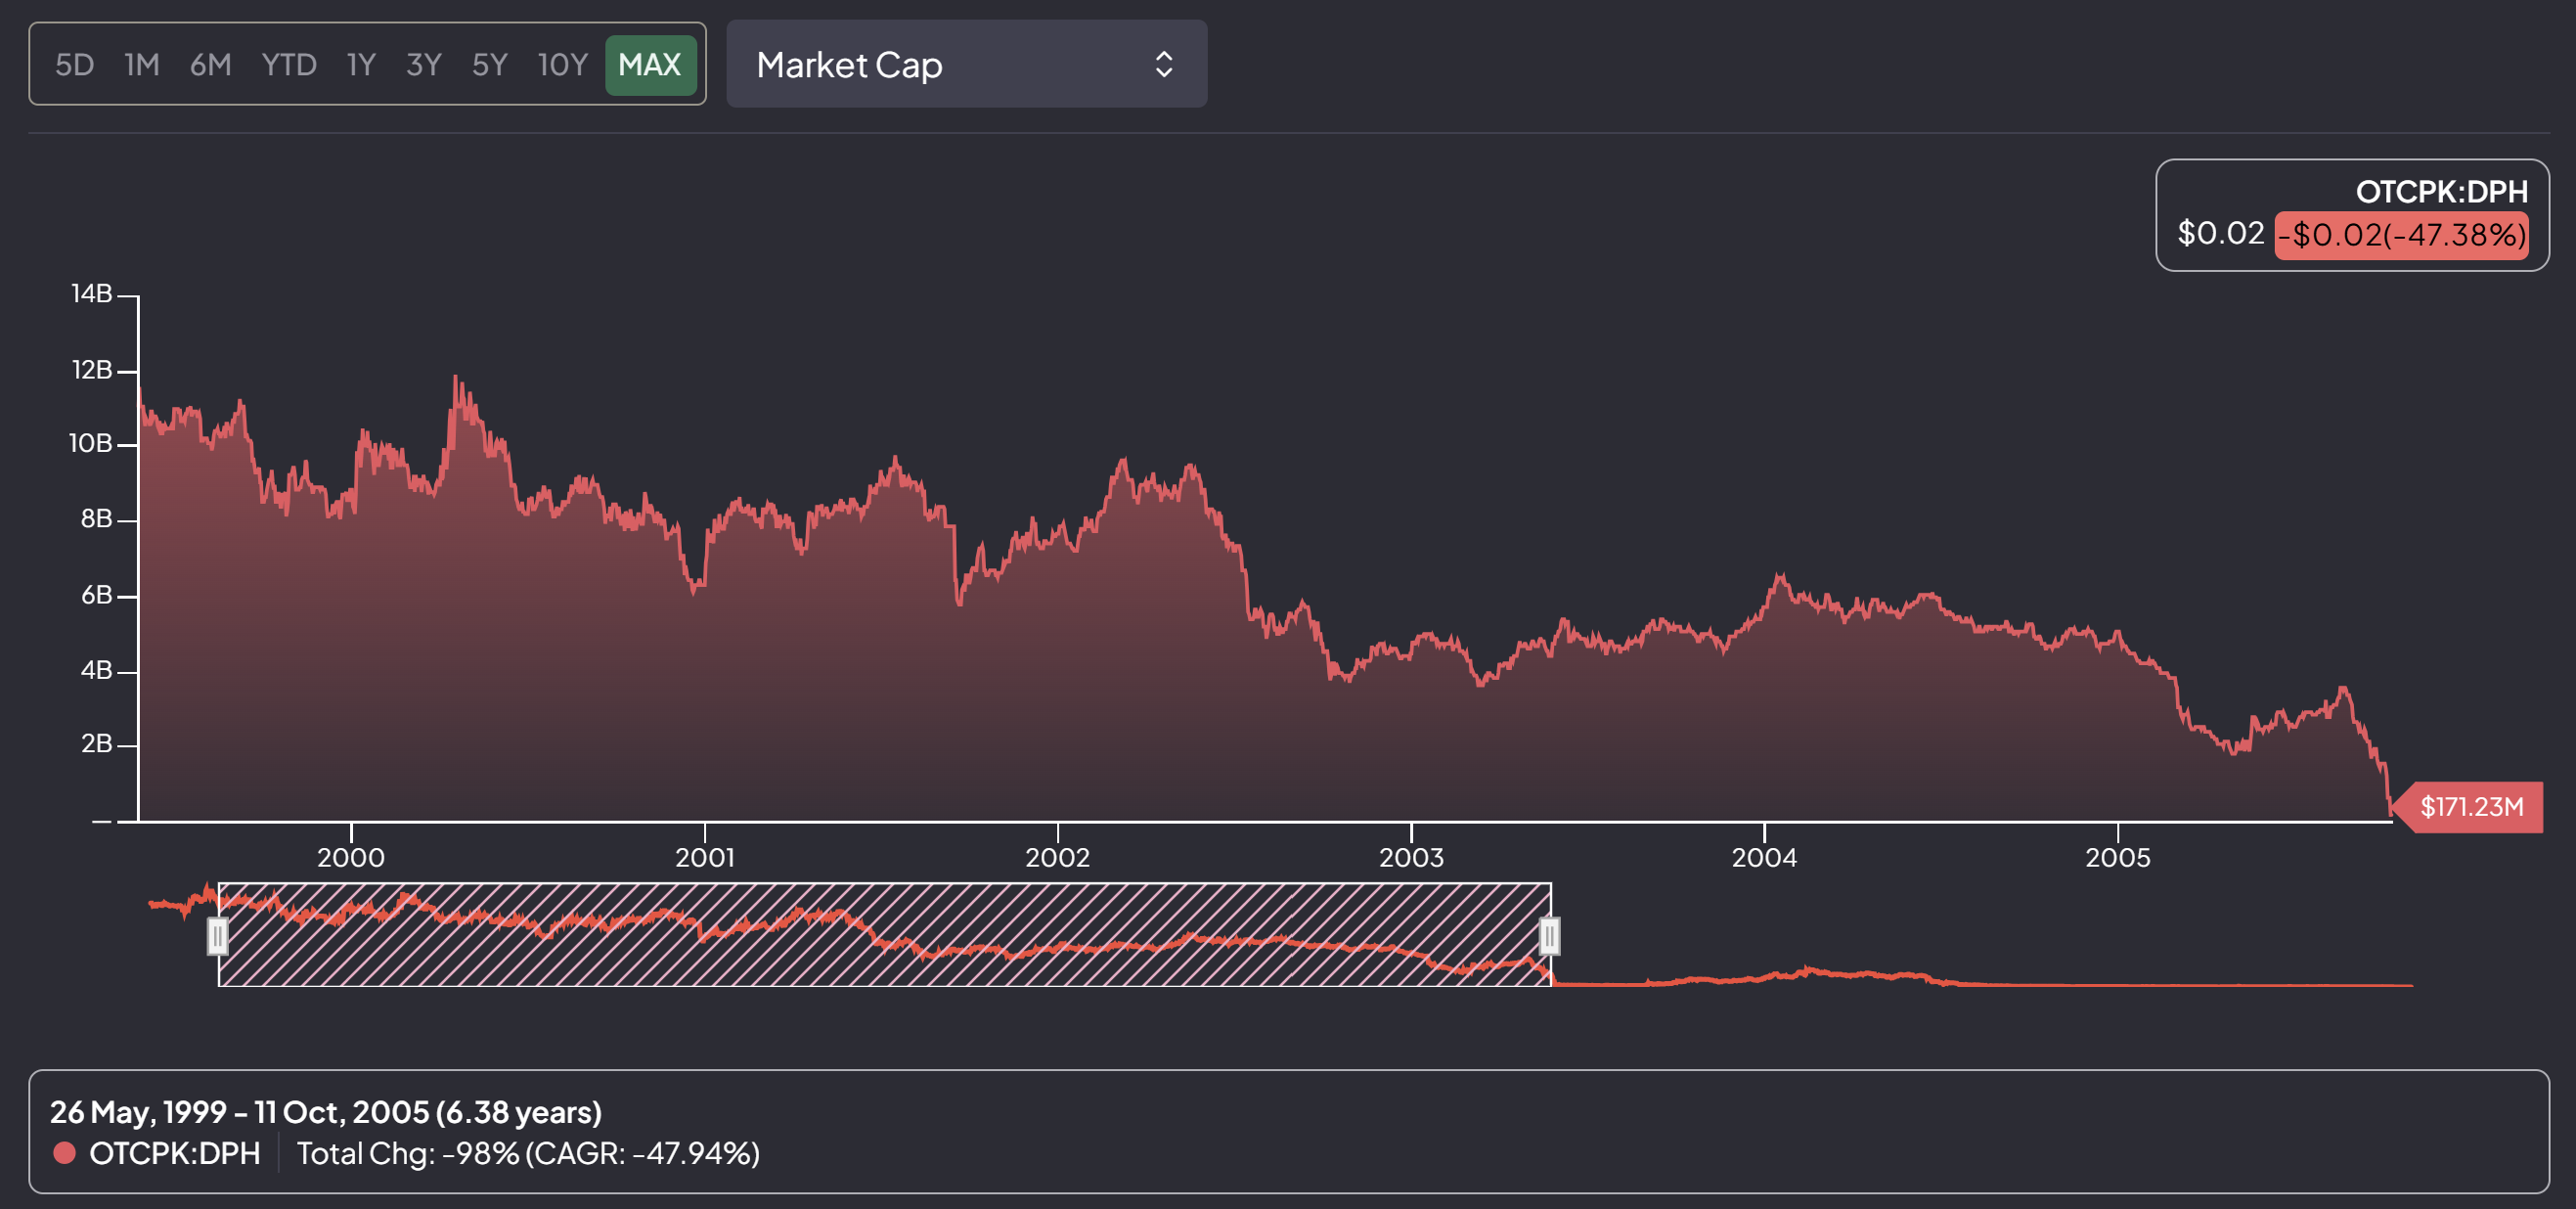 5D 1M 6M YTD 1Y 3Y 5Y 10Y MAX Market Cap
OTCPK:DPH
$0.02 -$0.02(-47.38%)
14B
12B
10B
8B
6B
4B
2B
—
$171.23M
2000 2001 2002 2003 2004 2005
26 May, 1999 - 11 Oct, 2005 (6.38 years)
OTCPK:DPH Total Chg: -98% (CAGR: -47.94%)